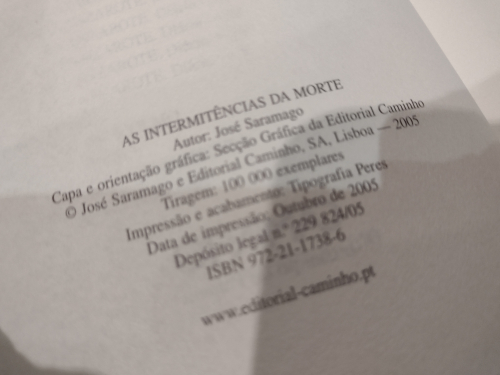 AS INTERMITÊNCIAS DA MORTE
Autor: José Saramago
Capa e orientação gráfica: Secção Gráfica da Editorial Caminho
© José Saramago e Editorial Caminho, SA, Lisboa — 2005
Tiragem: 100 000 exemplares
Impressão e acabamento: Tipografia Peres
Data de impressão: Outubro de 2005
Depósito legal n.º 229 824/05
ISBN 972-21-1738-6
www.editorial-caminho.pt